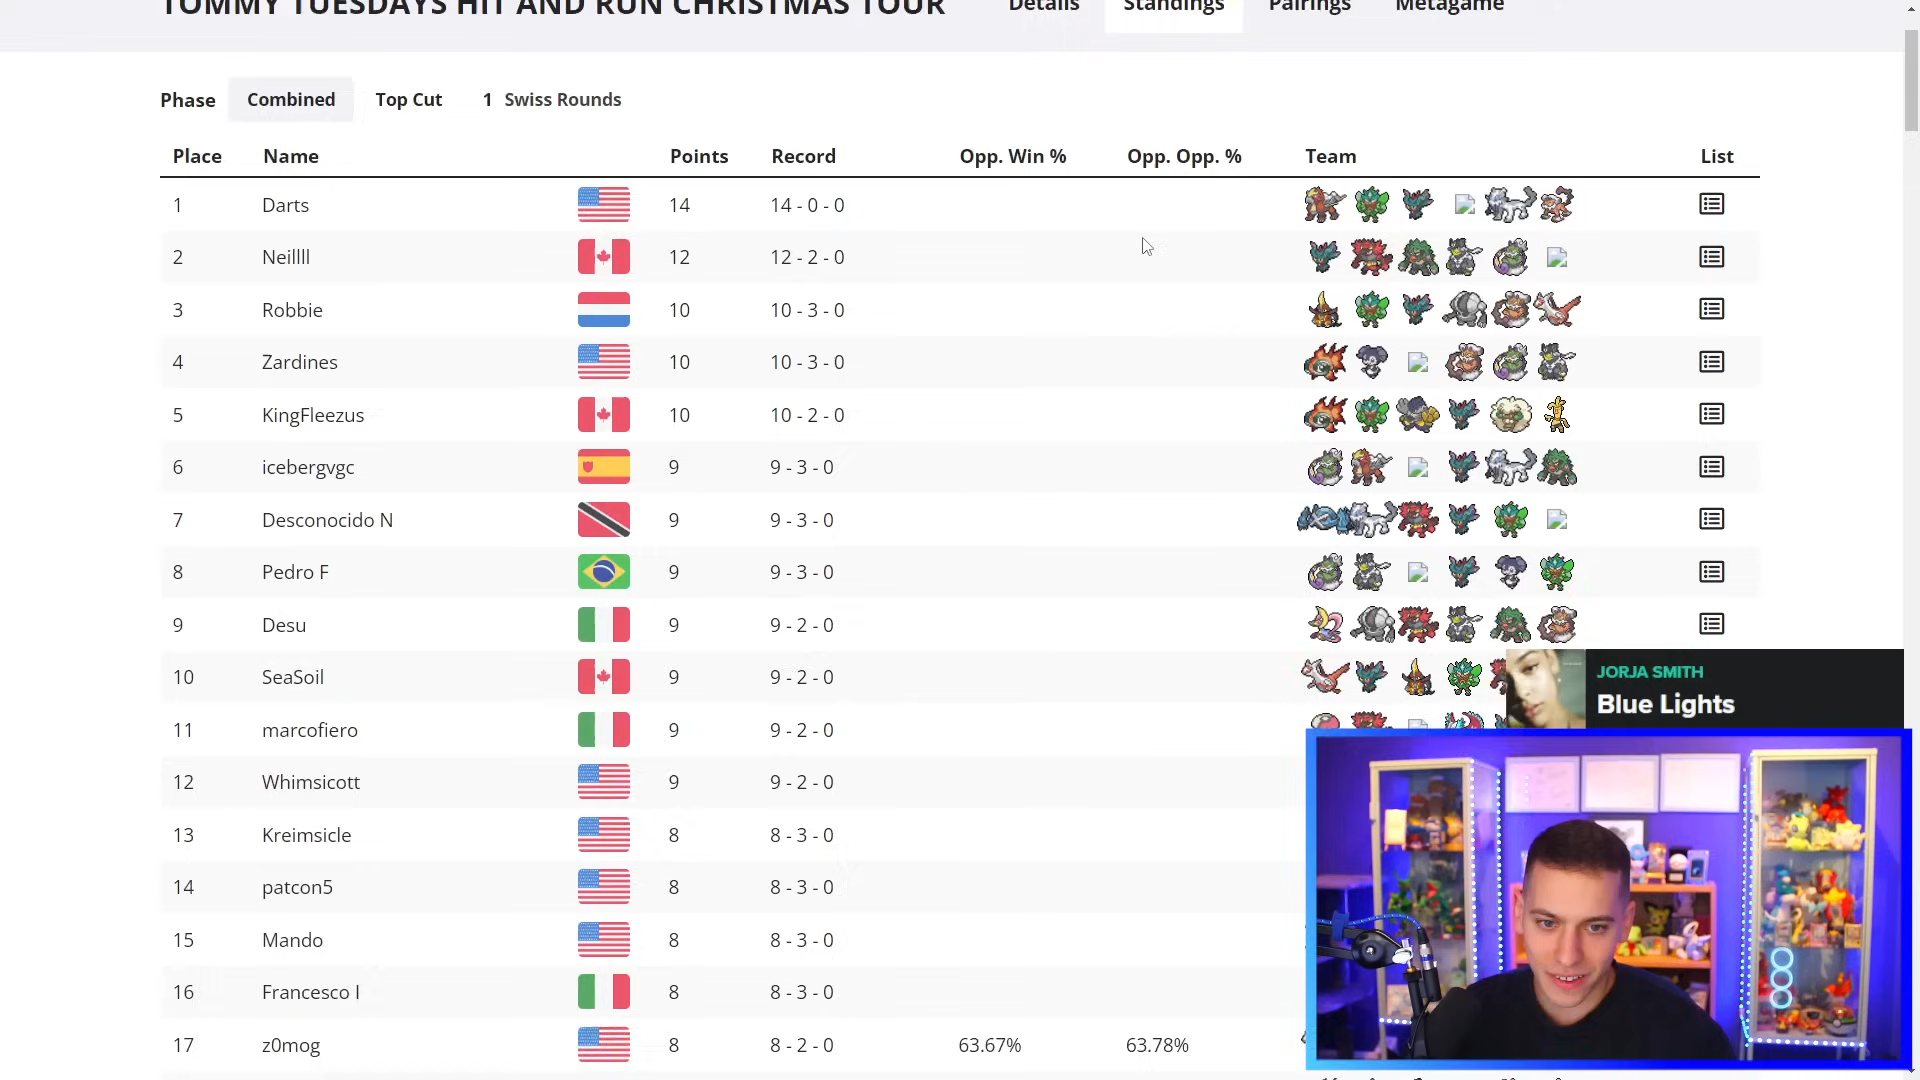 TOMMY TUESDAYS HIT AND RUN CHRISTMAS TOUR Details Standings Pairings Metagame
Phase Combined Top Cut 1 Swiss Rounds
Place Name Points Record Opp. Win % Opp. Opp. % Team List
1 Darts 14 14 - 0 - 0
2 Neillll 12 12 - 2 - 0
3 Robbie 10 10 - 3 - 0
4 Zardines 10 10 - 3 - 0
5 KingFleezus 10 10 - 2 - 0
6 icebergvgc 9 9 - 3 - 0
7 Desconocido N 9 9 - 3 - 0
8 Pedro F 9 9 - 3 - 0
9 Desu 9 9 - 2 - 0
10 SeaSoil 9 9 - 2 - 0
11 marcofiero 9 9 - 2 - 0
12 Whimsicott 9 9 - 2 - 0
13 Kreimsicle 8 8 - 3 - 0
14 patcon5 8 8 - 3 - 0
15 Mando 8 8 - 3 - 0
16 Francesco I 8 8 - 3 - 0
17 z0mog 8 8 - 2 - 0 63.67% 63.78%
JORJA SMITH
Blue Lights